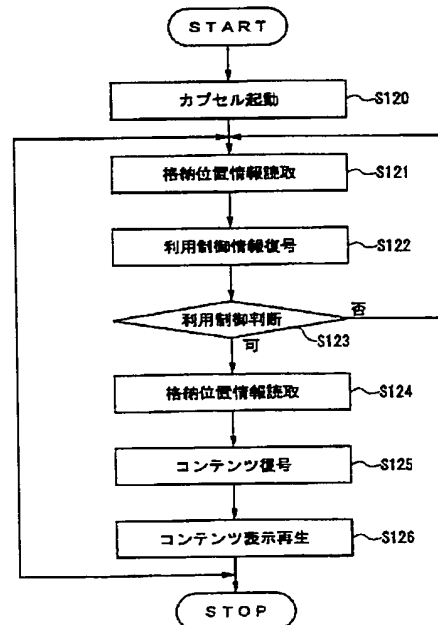 START
カプセル起動
S120
格納位置情報読取
S121
利用制御情報復号
S122
利用制御判断
否
S123
可
格納位置情報読取
S124
コンテンツ復号
S125
コンテンツ表示再生
S126
STOP